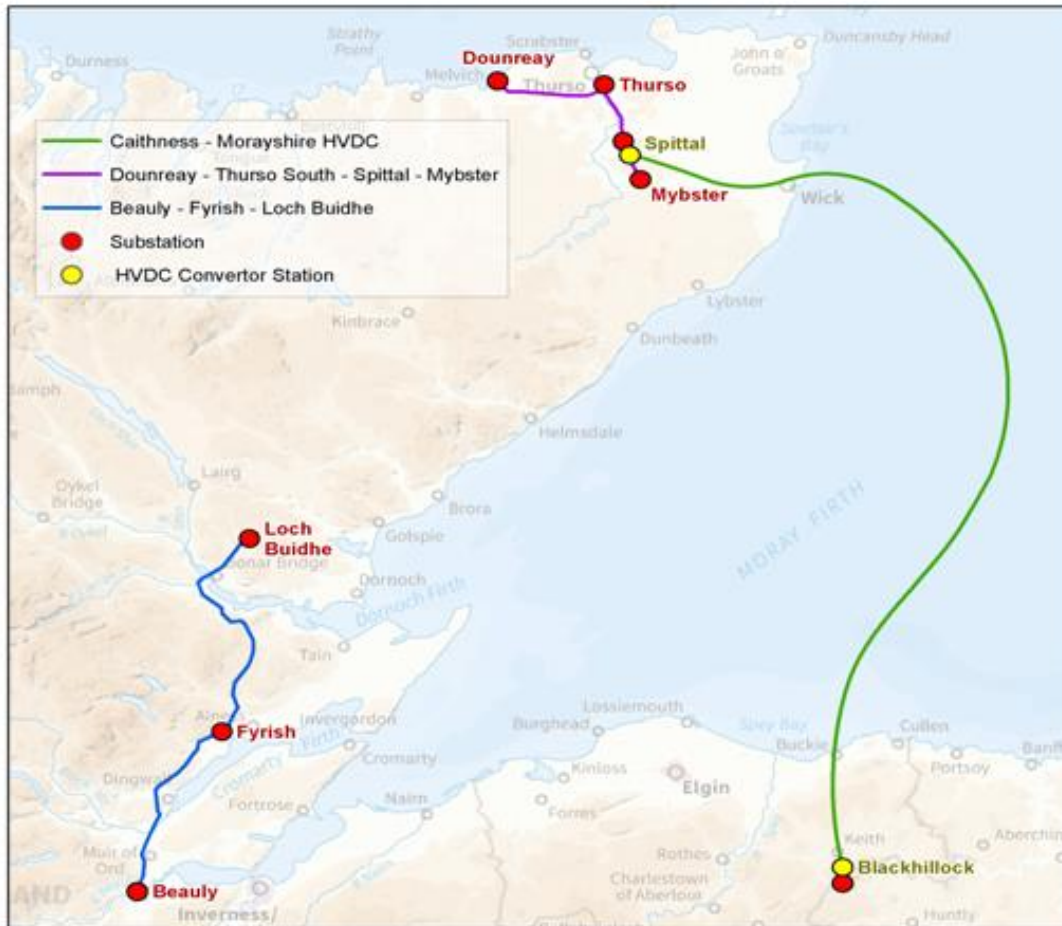 Strathy
Point
Scrabster
Duncansby Head
Durness
Dounreay
Melvich
John o'
Groats
Thurso
Thurso
Caithness - Morayshire HVDC
Dounreay - Thurso South - Spittal - Mybster
Beauly - Fyrish - Loch Buidhe
Substation
HVDC Convertor Station
Spittal
Mybster
Wick
Lybster
Kinbrace
Dunbeath
Helmsdale
Lairg
Oykel
Bridge
Brora
Golspie
Loch
Buidhe
Bonar Bridge
Dornoch
Dornoch Firth
MORAY FIRTH
Tain
Invergordon
Fyrish
Firth
Cromarty
Cromarty
Dingwall
Fortrose
Nairn
Muir of
Ord
Beauly
Inverness/
Burghead
Lossiemouth
Spey Bay
Buckie
Cullen
Portsoy
Banff
Kinloss
Elgin
Forres
Keith
Rothes
Aberchir
Blackhillock
Charlestown
of Aberlour
Huntly